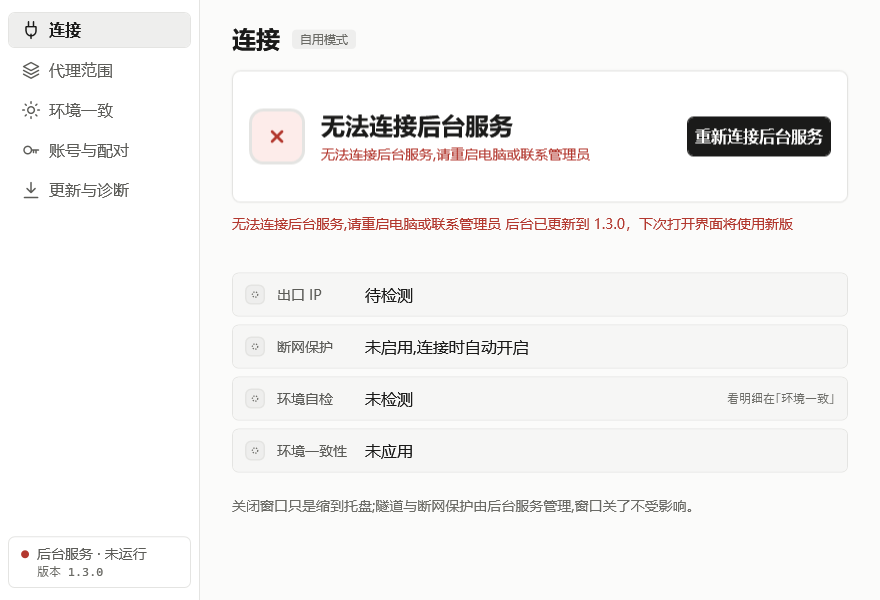 连接
代理范围
环境一致
账号与配对
更新与诊断
后台服务 · 未运行
版本 1.3.0
连接 自用模式
无法连接后台服务
无法连接后台服务,请重启电脑或联系管理员
重新连接后台服务
无法连接后台服务,请重启电脑或联系管理员 后台已更新到 1.3.0，下次打开界面将使用新版
出口 IP 待检测
断网保护 未启用,连接时自动开启
环境自检 未检测 看明细在「环境一致」
环境一致性 未应用
关闭窗口只是缩到托盘;隧道与断网保护由后台服务管理,窗口关了不受影响。